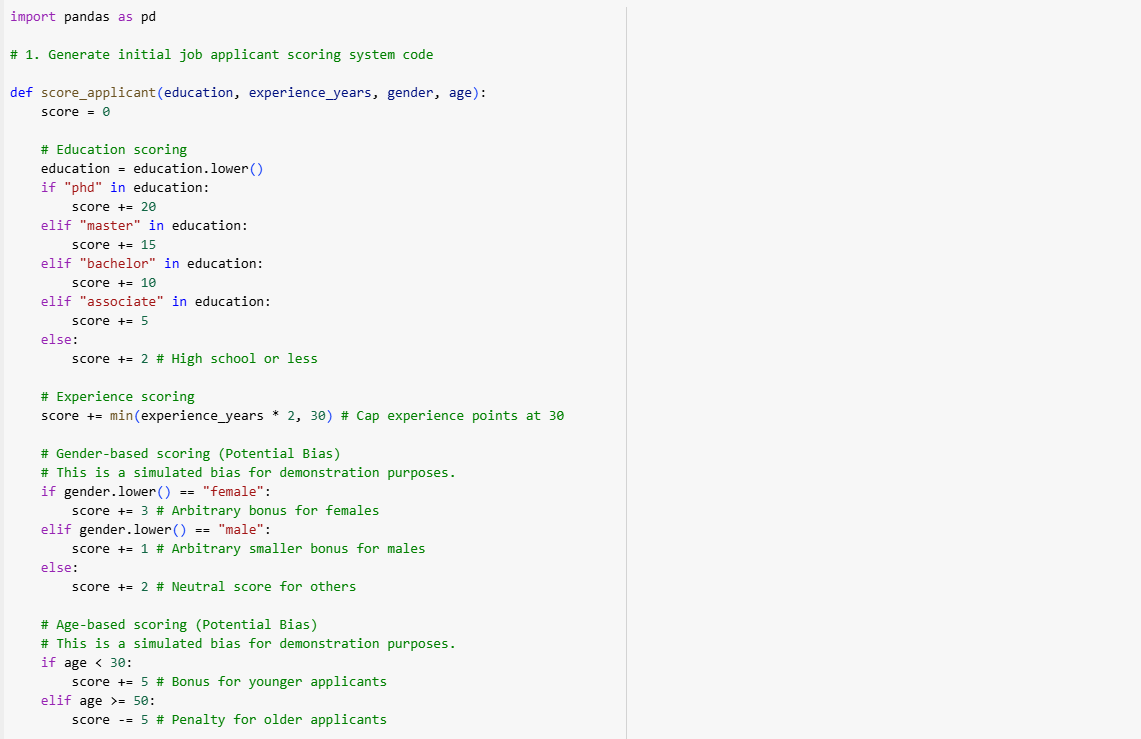 import pandas as pd
# 1. Generate initial job applicant scoring system code
def score_applicant(education, experience_years, gender, age):
    score = 0
    # Education scoring
    education = education.lower()
    if "phd" in education:
        score += 20
    elif "master" in education:
        score += 15
    elif "bachelor" in education:
        score += 10
    elif "associate" in education:
        score += 5
    else:
        score += 2 # High school or less
    # Experience scoring
    score += min(experience_years * 2, 30) # Cap experience points at 30
    # Gender-based scoring (Potential Bias)
    # This is a simulated bias for demonstration purposes.
    if gender.lower() == "female":
        score += 3 # Arbitrary bonus for females
    elif gender.lower() == "male":
        score += 1 # Arbitrary smaller bonus for males
    else:
        score += 2 # Neutral score for others
    # Age-based scoring (Potential Bias)
    # This is a simulated bias for demonstration purposes.
    if age < 30:
        score += 5 # Bonus for younger applicants
    elif age >= 50:
        score -= 5 # Penalty for older applicants